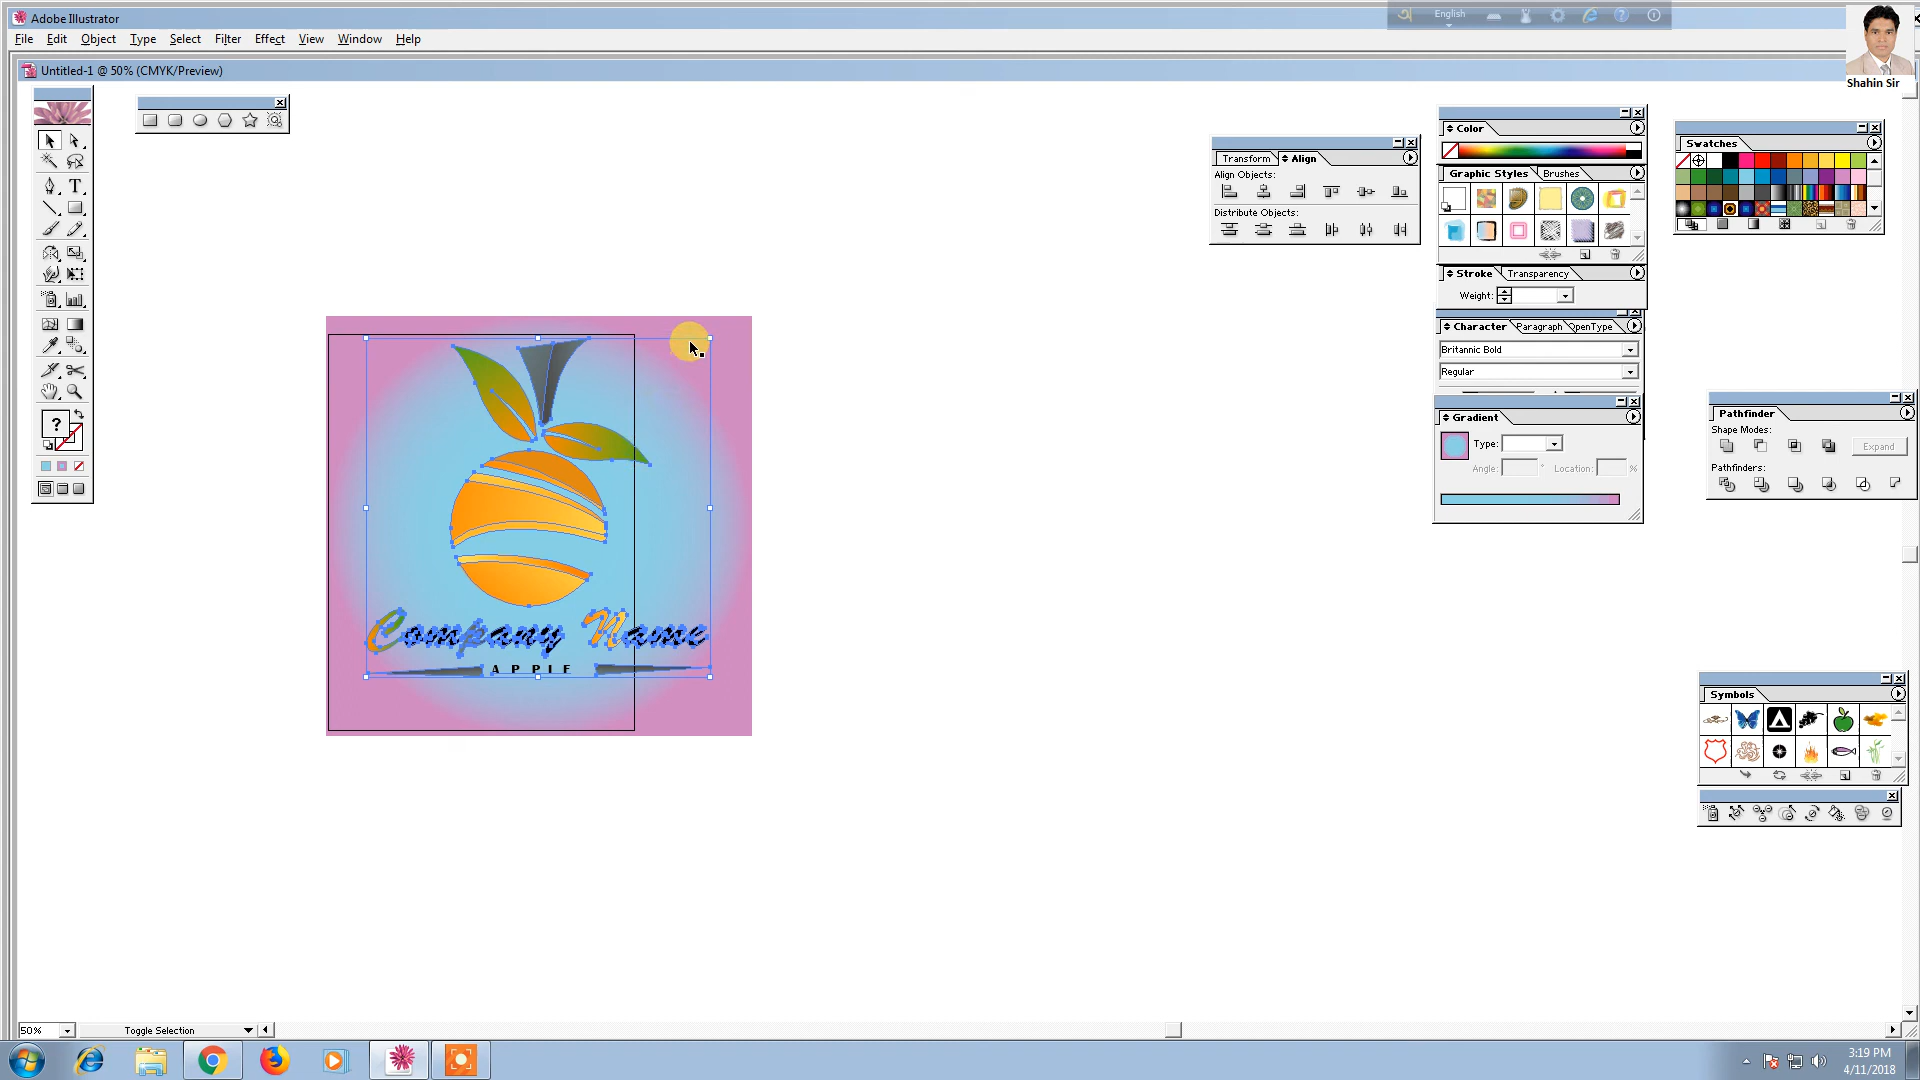 Adobe Illustrator
English
File Edit Object Type Select Filter Effect View Window Help
Untitled-1 @ 50% (CMYK/Preview)
Shahin Sir
Transform Align
Align Objects:
Distribute Objects:
Color
Graphic Styles Brushes
Stroke Transparency
Weight:
Character Paragraph OpenType
Britannic Bold
Regular
Gradient
Type:
Angle: ° Location: %
Swatches
Pathfinder
Shape Modes:
Expand
Pathfinders:
Symbols
?
Company Name
APPLE
50% Toggle Selection
3:19 PM
4/11/2018